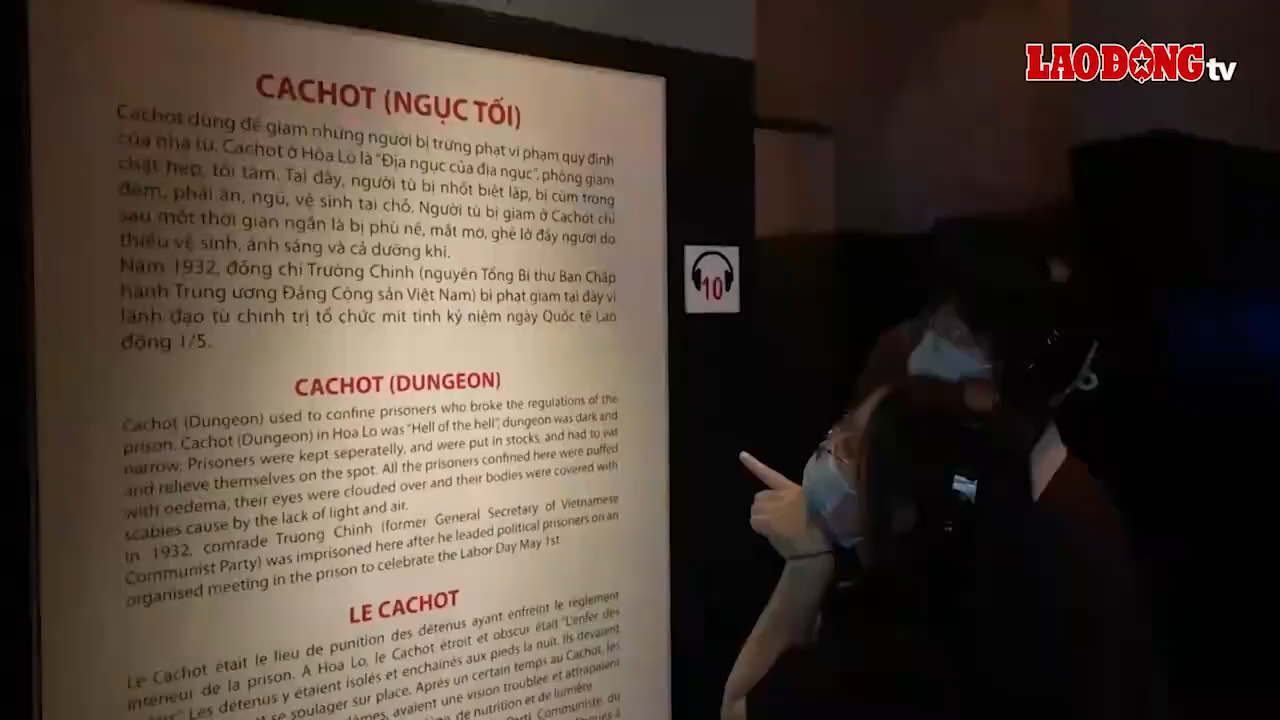 LAO ĐỘNG tv
CACHOT (NGỤC TỐI)
Cachot dùng để giam những người bị trừng phạt vi phạm quy định
của nhà tù. Cachot ở Hỏa Lò là "Địa ngục của địa ngục", phòng giam
chật hẹp, tối tăm. Tại đây, người tù bị nhốt biệt lập, bị cùm trong
đêm, phải ăn, ngủ, vệ sinh tại chỗ. Người tù bị giam ở Cachot chỉ
sau một thời gian ngắn là bị phù nề, mắt mờ, ghẻ lở đầy người do
thiếu vệ sinh, ánh sáng và cả dưỡng khí.
Năm 1932, đồng chí Trường Chinh (nguyên Tổng Bí thư Ban Chấp
hành Trung ương Đảng Cộng sản Việt Nam) bị phạt giam tại đây vì
lãnh đạo tù chính trị tổ chức mít tinh kỷ niệm ngày Quốc tế Lao
động 1/5.
10
CACHOT (DUNGEON)
Cachot (Dungeon) used to confine prisoners who broke the regulations of the
prison. Cachot (Dungeon) in Hoa Lo was "Hell of the hell", dungeon was dark and
narrow. Prisoners were kept seperatelly, and were put in stocks, and had to eat
and relieve themselves on the spot. All the prisoners confined here were puffed
with oedema, their eyes were clouded over and their bodies were covered with
scabies cause by the lack of light and air.
In 1932, comrade Truong Chinh (former General Secretary of Vietnamese
Communist Party) was imprisoned here after he leaded political prisoners on an
organised meeting in the prison to celebrate the Labor Day May 1st
LE CACHOT
Le Cachot était le lieu de punition des détenus ayant enfreint le règlement
intérieur de la prison. A Hoa Lo, le Cachot étroit et obscur était "L'enfer des
Les détenus y étaient isolés et enchaînés aux pieds la nuit. Ils devaient
se soulager sur place. Après un certain temps au Cachot, les
avaient une vision troublée et attrapaient
de nutrition et de lumière
Parti Communiste du